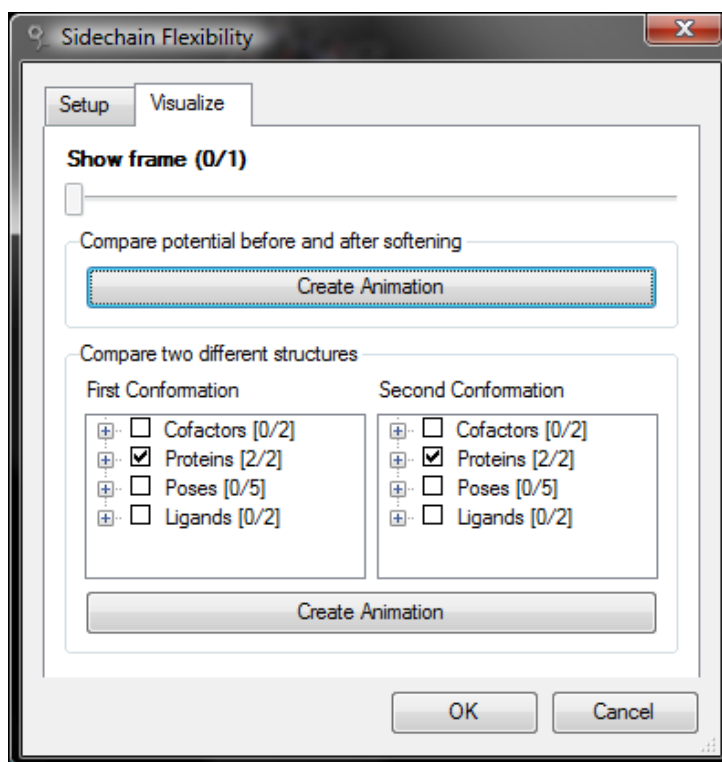 Sidechain Flexibility
Setup Visualize
Show frame (0/1)
Compare potential before and after softening
Create Animation
Compare two different structures
First Conformation Second Conformation
Cofactors [0/2] Cofactors [0/2]
Proteins [2/2] Proteins [2/2]
Poses [0/5] Poses [0/5]
Ligands [0/2] Ligands [0/2]
Create Animation
OK Cancel